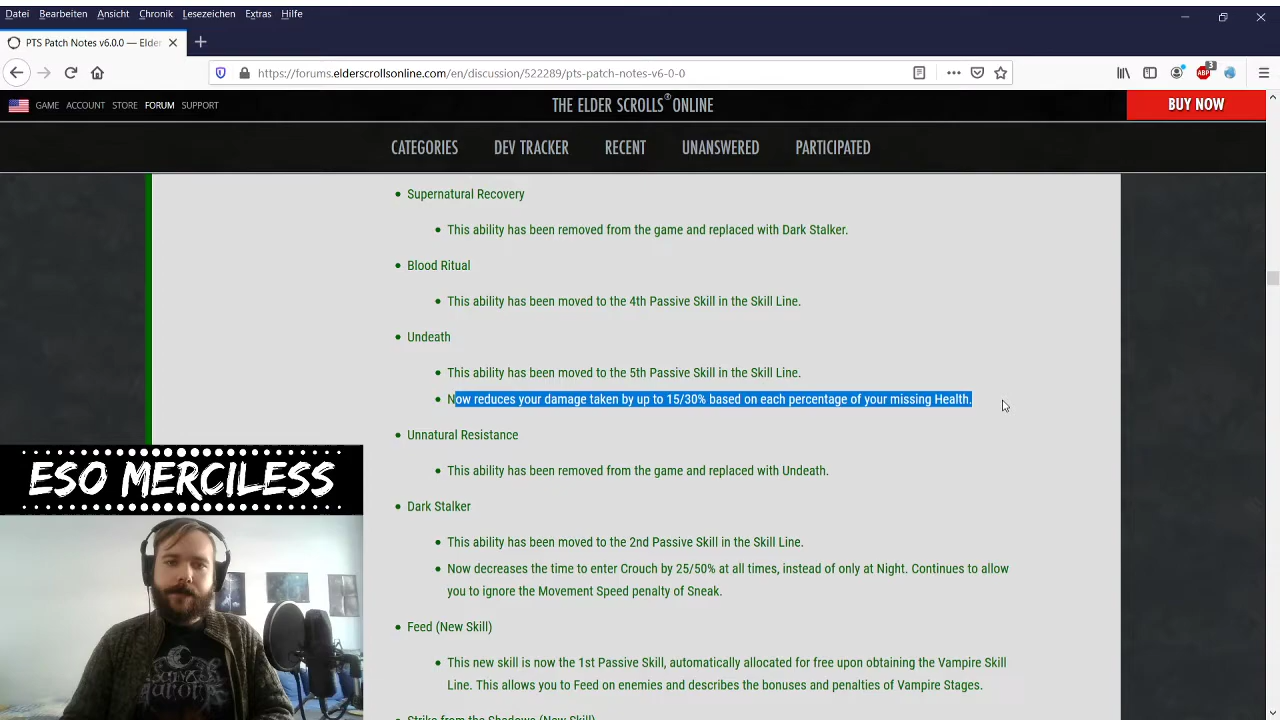 Datei Bearbeiten Ansicht Chronik Lesezeichen Extras Hilfe
PTS Patch Notes v6.0.0 — Elder
https://forums.elderscrollsonline.com/en/discussion/522289/pts-patch-notes-v6-0-0
ABP 3
GAME ACCOUNT STORE FORUM SUPPORT
THE ELDER SCROLLS® ONLINE
BUY NOW
CATEGORIES DEV TRACKER RECENT UNANSWERED PARTICIPATED
Supernatural Recovery
This ability has been removed from the game and replaced with Dark Stalker.
Blood Ritual
This ability has been moved to the 4th Passive Skill in the Skill Line.
Undeath
This ability has been moved to the 5th Passive Skill in the Skill Line.
Now reduces your damage taken by up to 15/30% based on each percentage of your missing Health.
Unnatural Resistance
This ability has been removed from the game and replaced with Undeath.
Dark Stalker
This ability has been moved to the 2nd Passive Skill in the Skill Line.
Now decreases the time to enter Crouch by 25/50% at all times, instead of only at Night. Continues to allow
you to ignore the Movement Speed penalty of Sneak.
Feed (New Skill)
This new skill is now the 1st Passive Skill, automatically allocated for free upon obtaining the Vampire Skill
Line. This allows you to Feed on enemies and describes the bonuses and penalties of Vampire Stages.
Strike from the Shadows (New Skill)
ESO MERCILESS